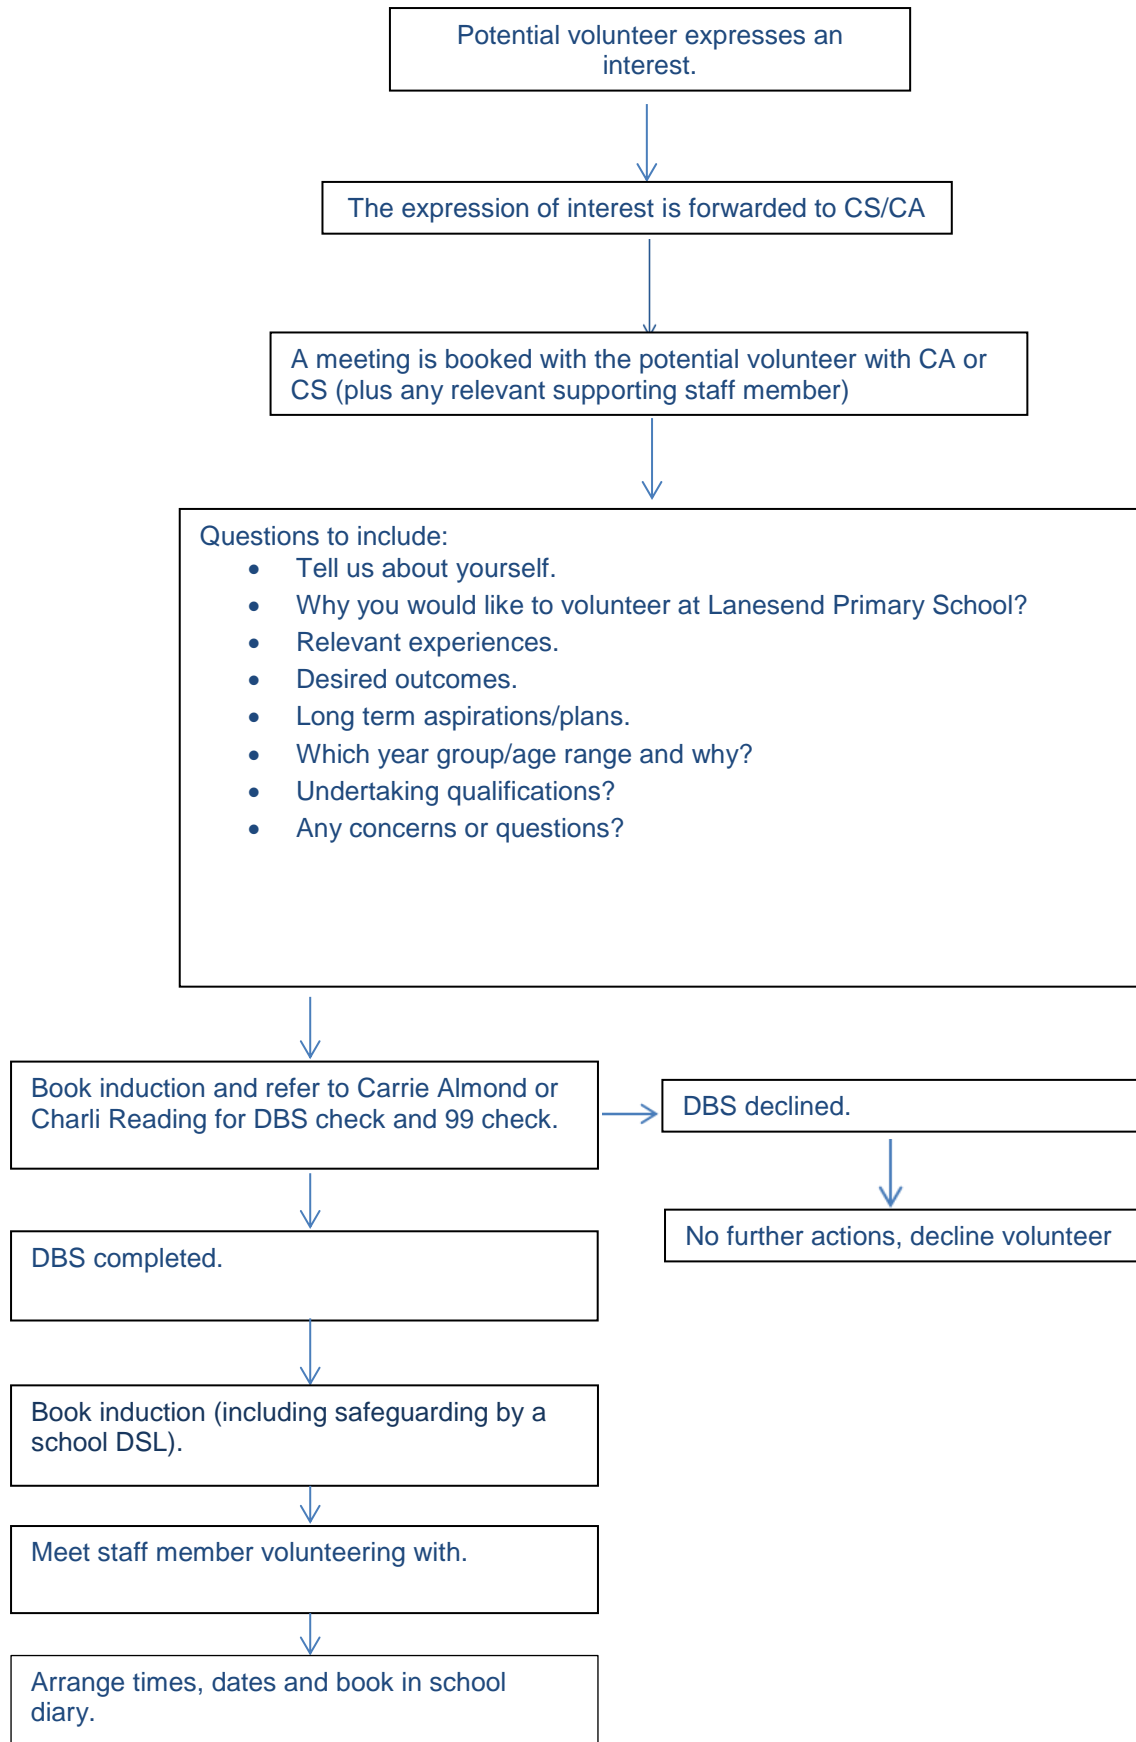 Potential volunteer expresses an
interest.
The expression of interest is forwarded to CS/CA
A meeting is booked with the potential volunteer with CA or
CS (plus any relevant supporting staff member)
Questions to include:
• Tell us about yourself.
• Why you would like to volunteer at Lanesend Primary School?
• Relevant experiences.
• Desired outcomes.
• Long term aspirations/plans.
• Which year group/age range and why?
• Undertaking qualifications?
• Any concerns or questions?
Book induction and refer to Carrie Almond or
Charli Reading for DBS check and 99 check.
DBS declined.
No further actions, decline volunteer
DBS completed.
Book induction (including safeguarding by a
school DSL).
Meet staff member volunteering with.
Arrange times, dates and book in school
diary.